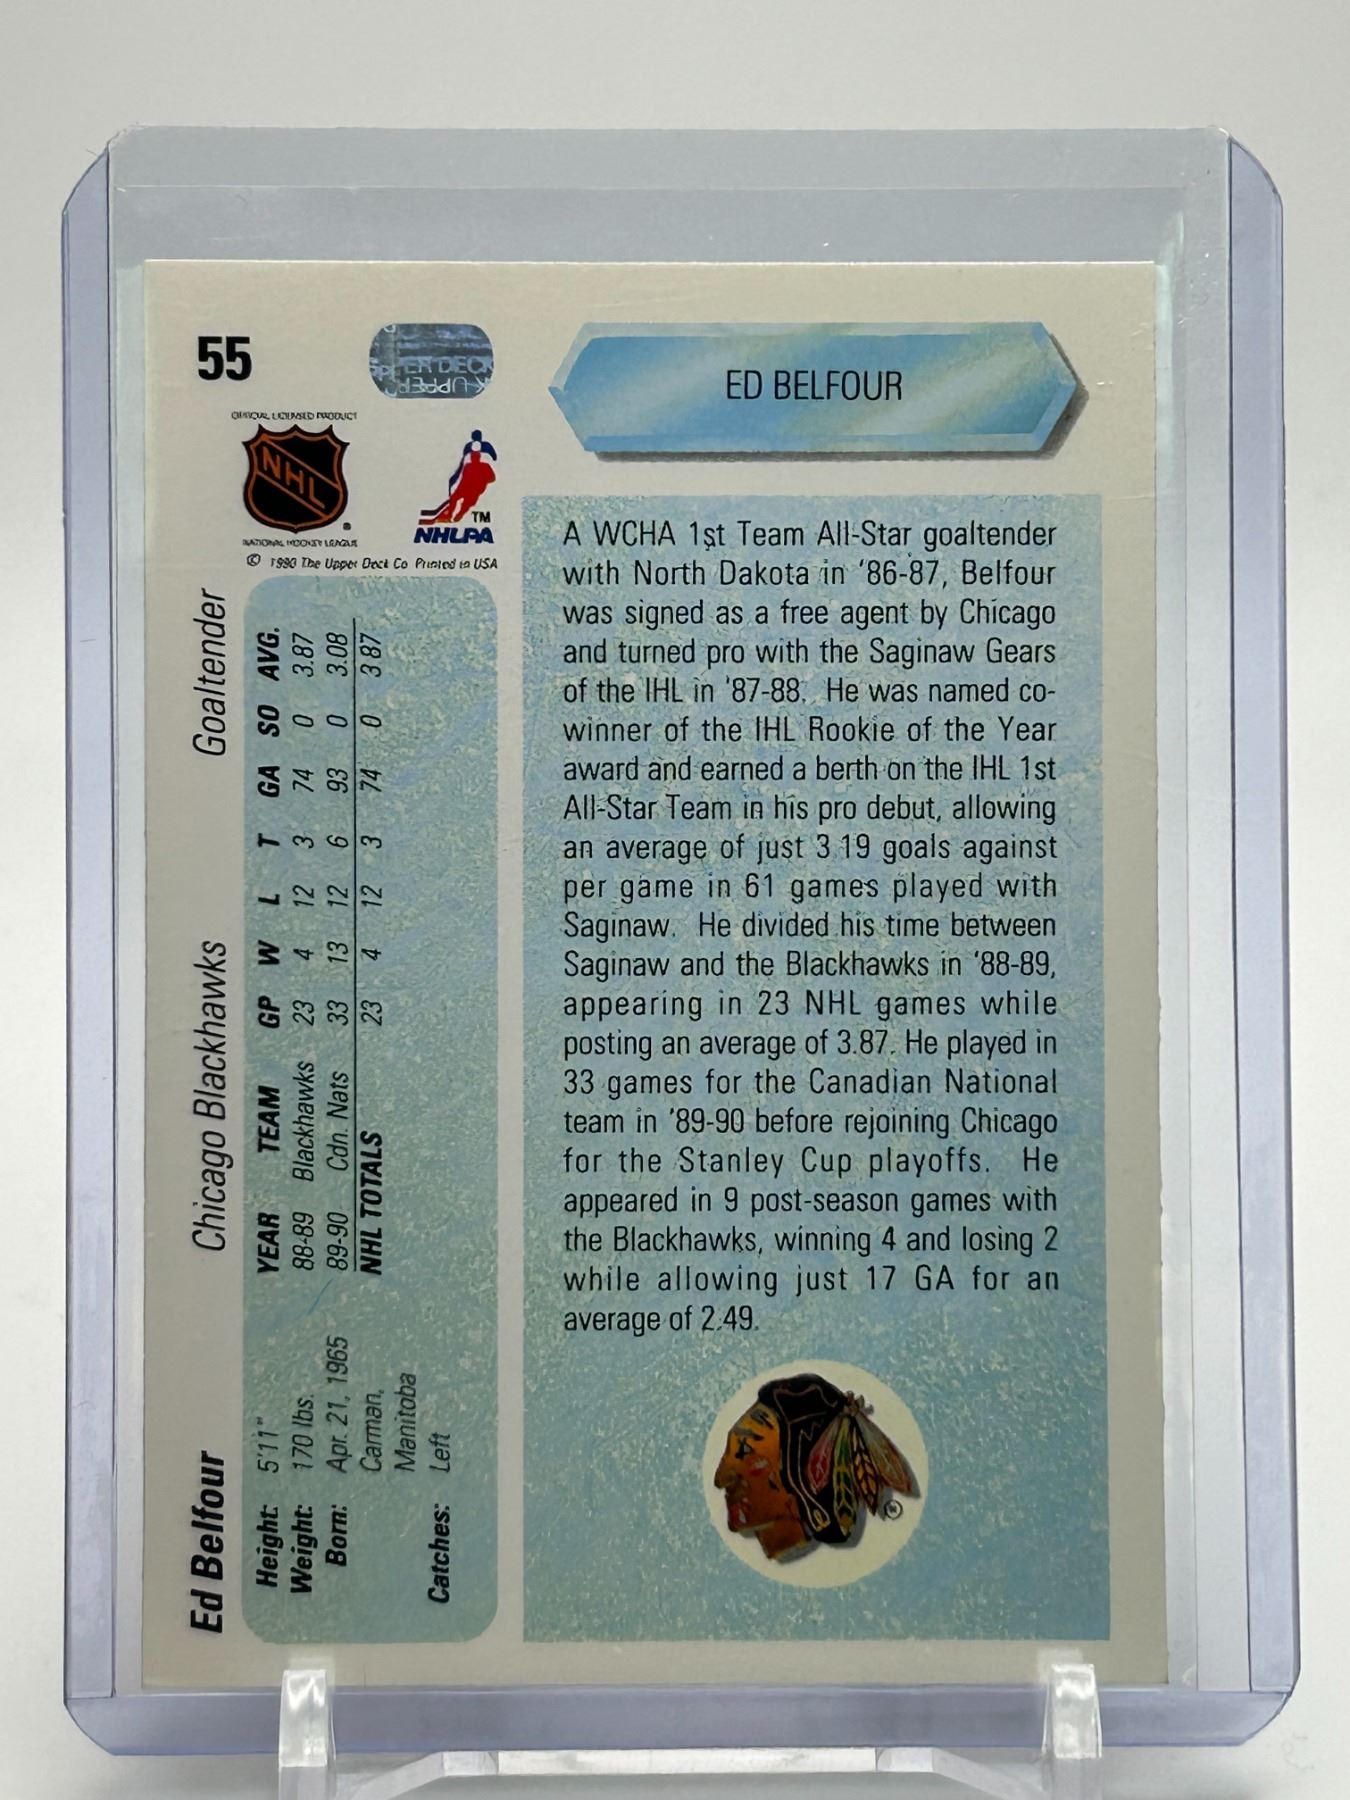 55
UPPER DECK
ED BELFOUR
OFFICIAL LICENSED PRODUCT
NHL
®
NATIONAL HOCKEY LEAGUE
TM
NHLPA
© 1990 The Upper Deck Co Printed in USA
A WCHA 1st Team All-Star goaltender
with North Dakota in '86-87, Belfour
was signed as a free agent by Chicago
and turned pro with the Saginaw Gears
of the IHL in '87-88. He was named co-
winner of the IHL Rookie of the Year
award and earned a berth on the IHL 1st
All-Star Team in his pro debut, allowing
an average of just 3.19 goals against
per game in 61 games played with
Saginaw. He divided his time between
Saginaw and the Blackhawks in '88-89,
appearing in 23 NHL games while
posting an average of 3.87. He played in
33 games for the Canadian National
team in '89-90 before rejoining Chicago
for the Stanley Cup playoffs. He
appeared in 9 post-season games with
the Blackhawks, winning 4 and losing 2
while allowing just 17 GA for an
average of 2.49.
®
Ed Belfour Chicago Blackhawks Goaltender
Height: 5'11"
Weight: 170 lbs.
Born: Apr. 21, 1965
Carman,
Manitoba
Catches: Left
YEAR TEAM GP W L T GA SO AVG.
88-89 Blackhawks 23 4 12 3 74 0 3.87
89-90 Cdn. Nats 33 13 12 6 93 0 3.08
NHL TOTALS 23 4 12 3 74 0 3.87